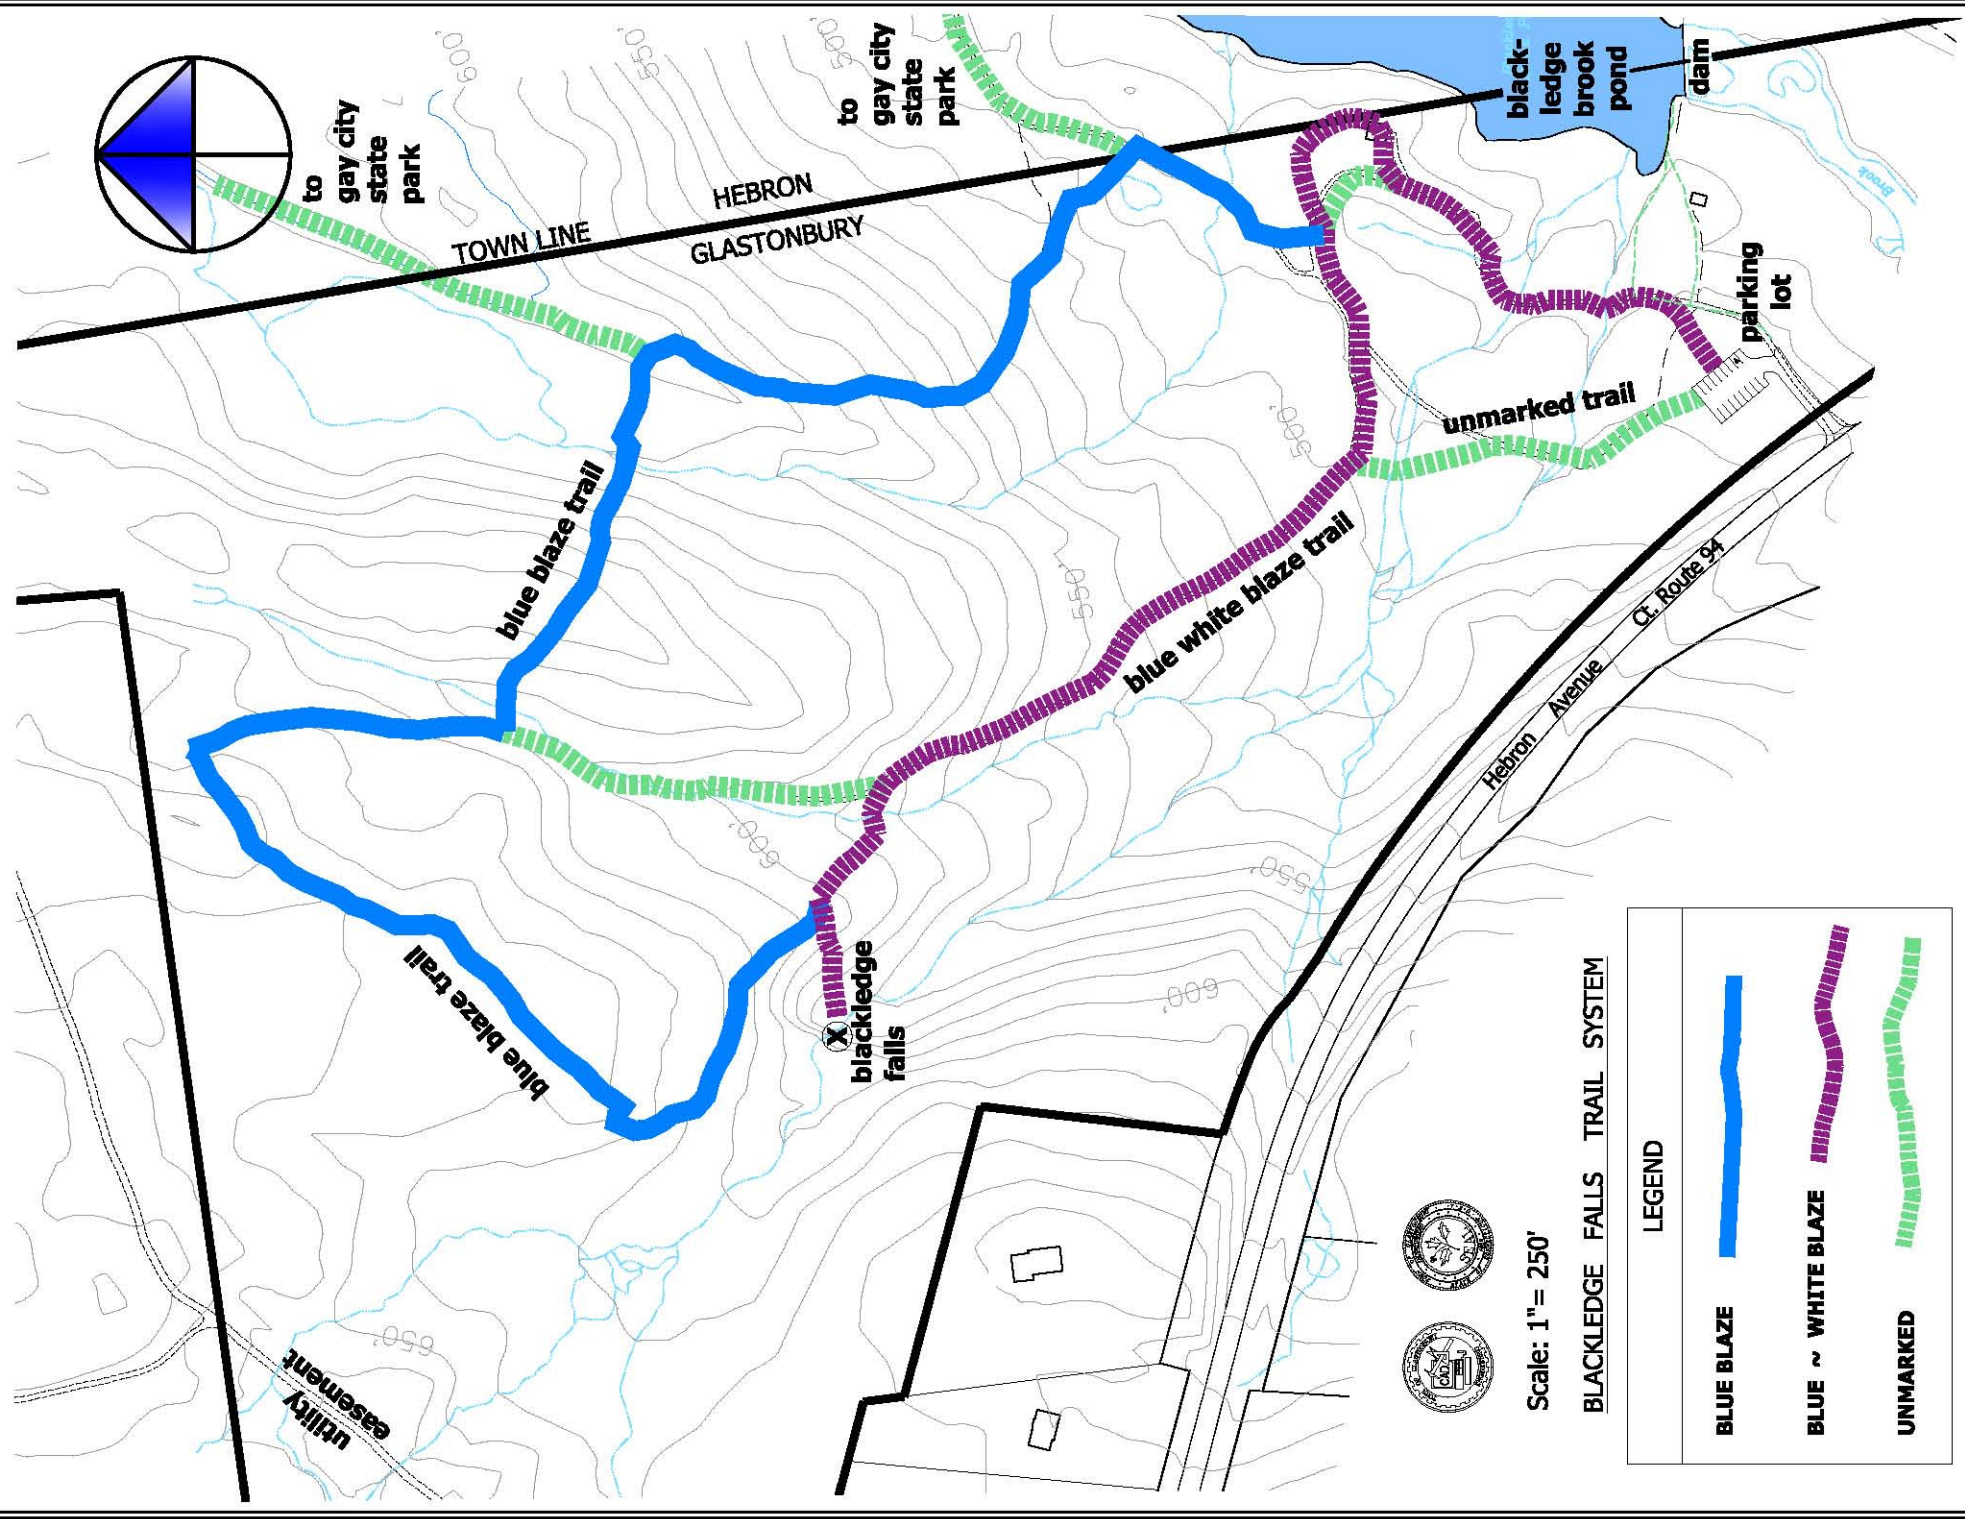 to
gay city
state
park
to
gay city
state
park
600'
550'
500'
black-
ledge
brook
pond
dam
Brook
TOWN LINE
HEBRON
GLASTONBURY
parking
lot
unmarked trail
550'
blue blaze trail
550'
blue white blaze trail
Ct. Route 94
Avenue
Hebron
600'
550'
blue blaze trail
X
blackledge
falls
600'
650'
utility
easement
Scale: 1"= 250'
BLACKLEDGE FALLS TRAIL SYSTEM
LEGEND
BLUE BLAZE
BLUE ~ WHITE BLAZE
UNMARKED